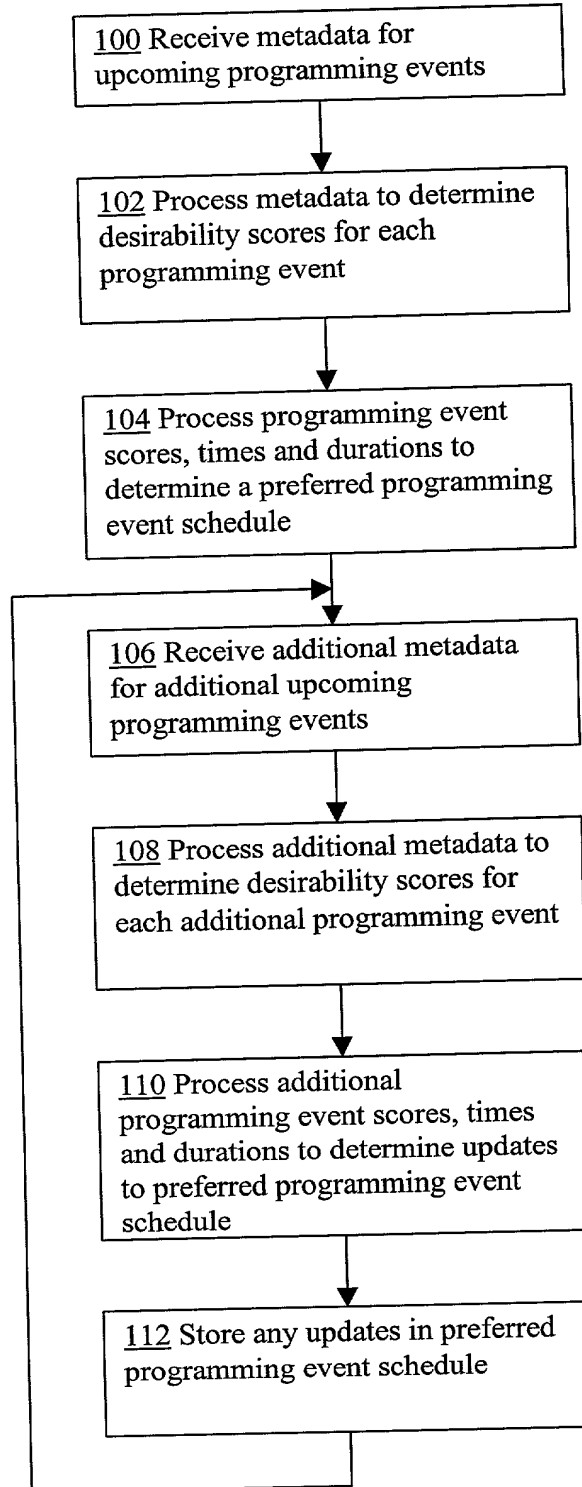 100 Receive metadata for
upcoming programming events
102 Process metadata to determine
desirability scores for each
programming event
104 Process programming event
scores, times and durations to
determine a preferred programming
event schedule
106 Receive additional metadata
for additional upcoming
programming events
108 Process additional metadata to
determine desirability scores for
each additional programming event
110 Process additional
programming event scores, times
and durations to determine updates
to preferred programming event
schedule
112 Store any updates in preferred
programming event schedule